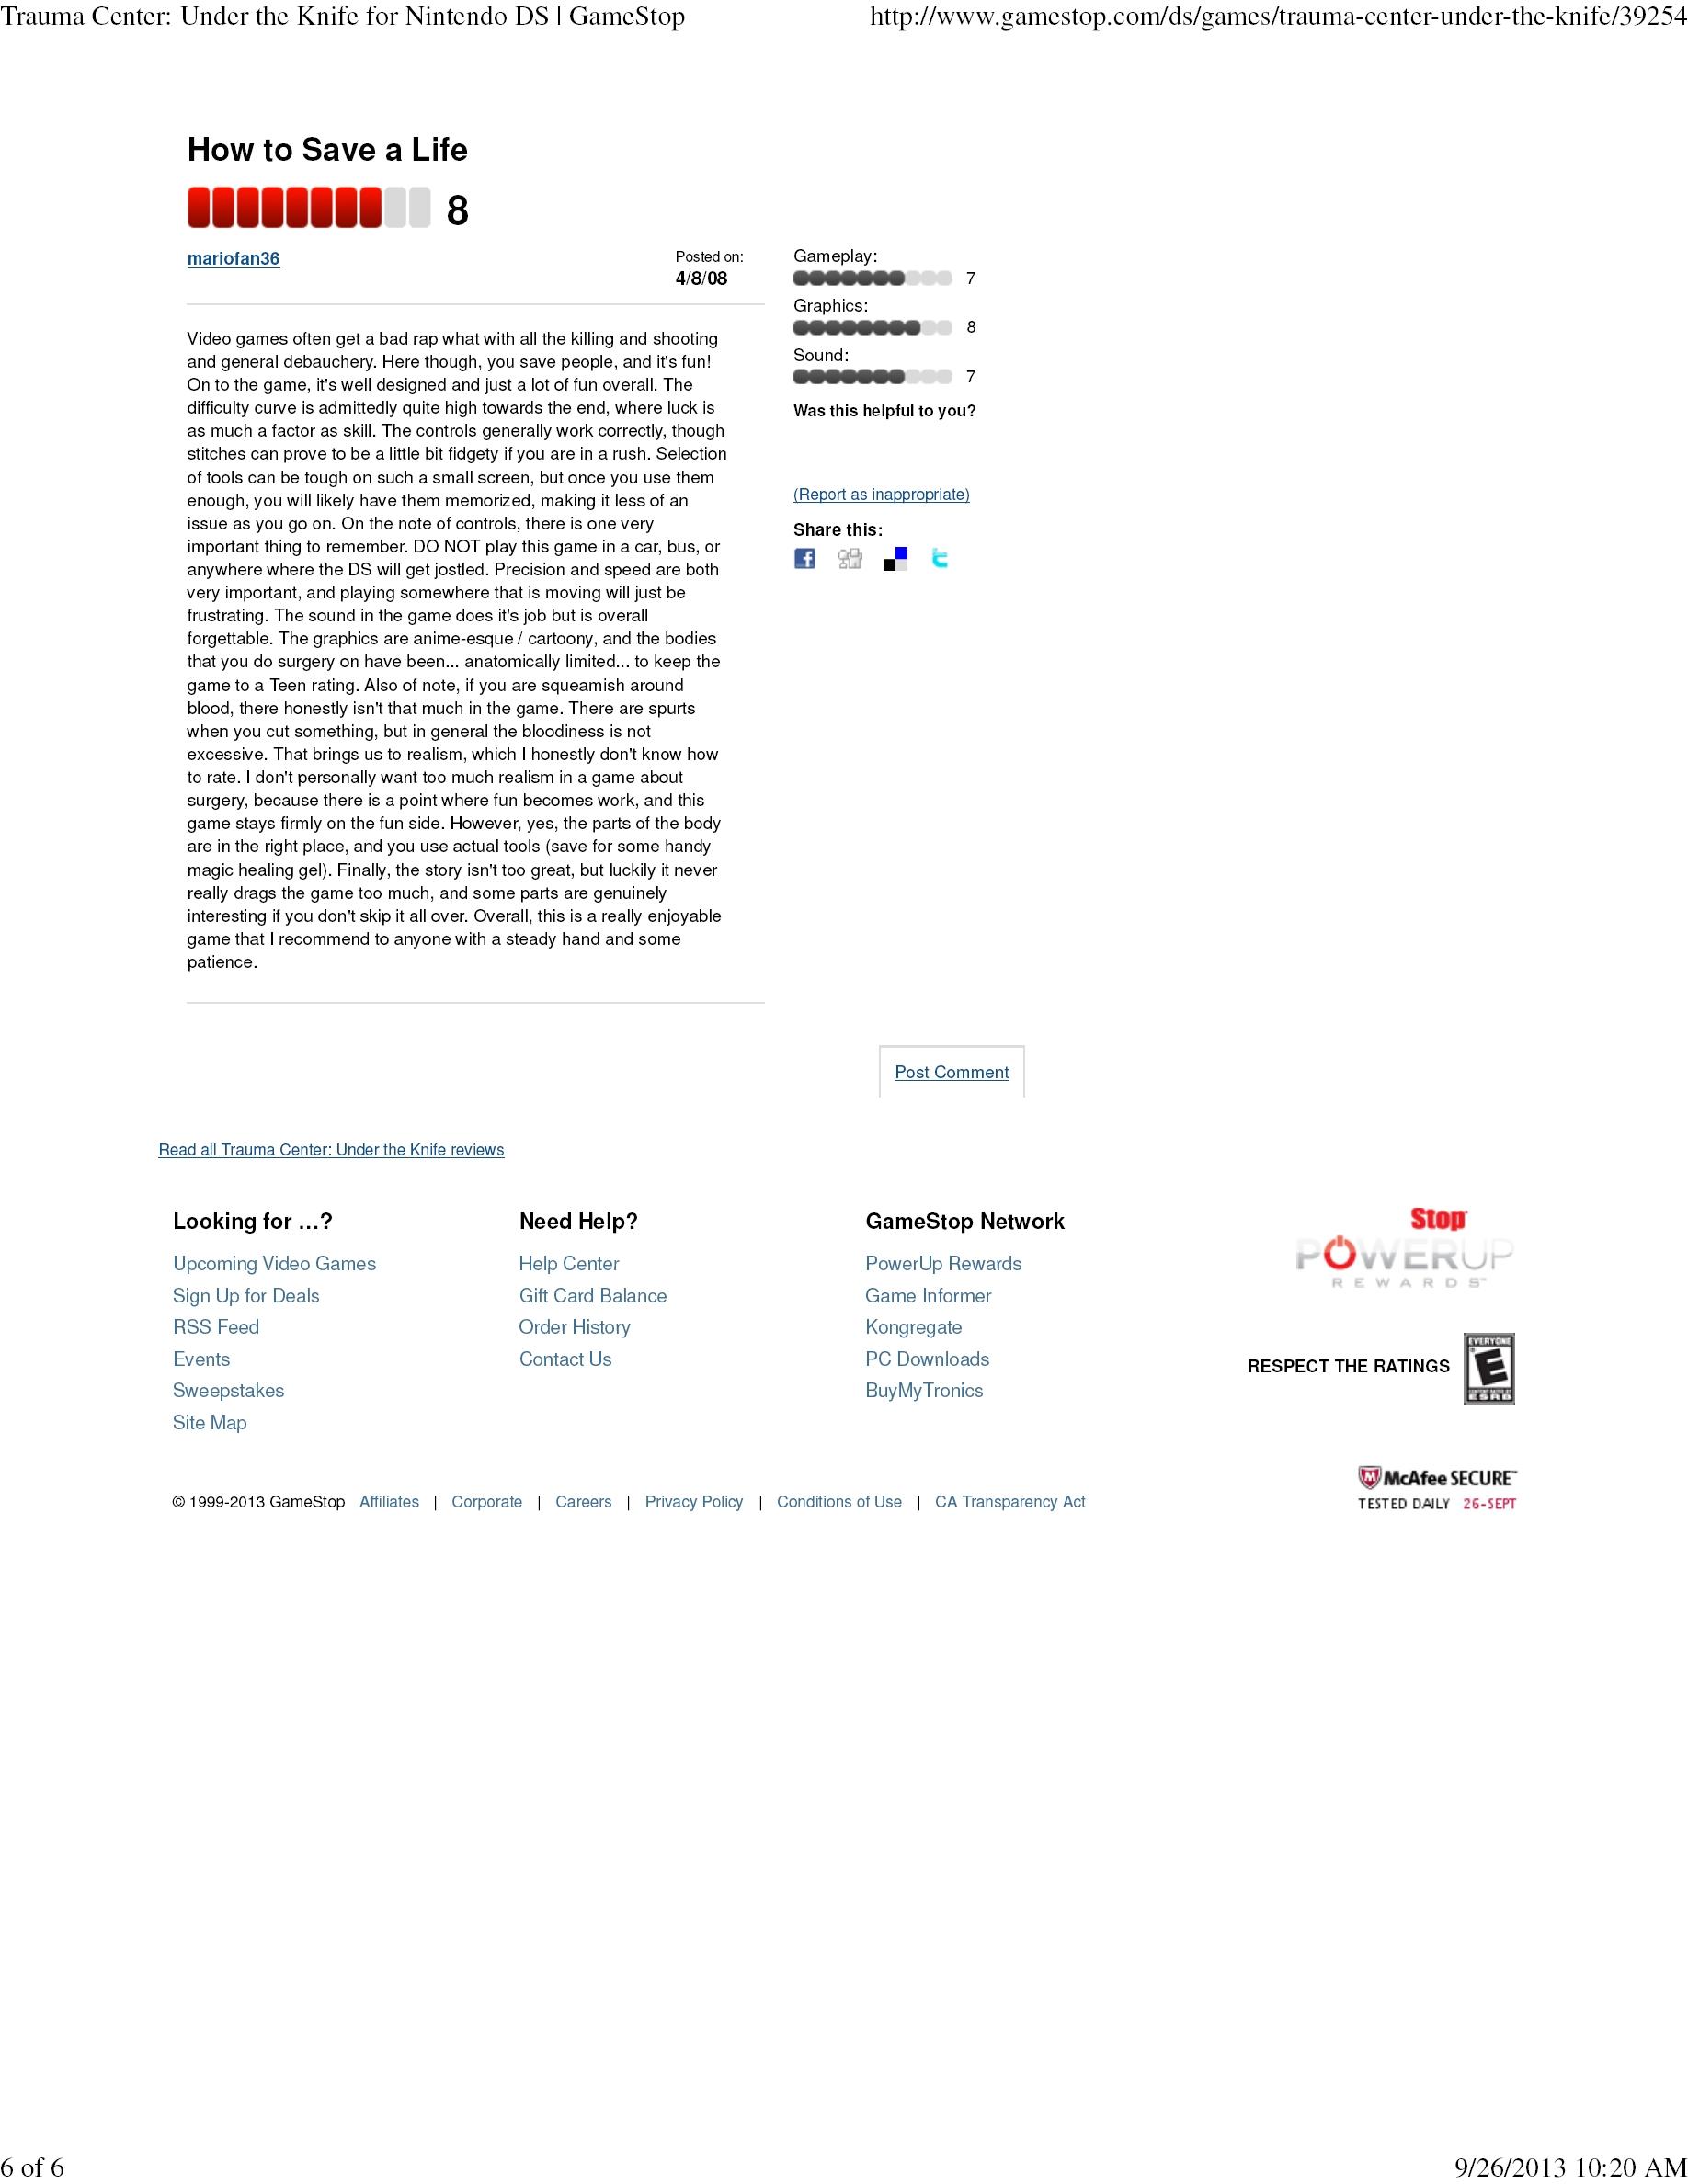 Trauma Center: Under the Knife for Nintendo DS | GameStop
http://www.gamestop.com/ds/games/trauma-center-under-the-knife/39254
How to Save a Life
8
mariofan36
Posted on:
4/8/08
Video games often get a bad rap what with all the killing and shooting
and general debauchery. Here though, you save people, and it's fun!
On to the game, it's well designed and just a lot of fun overall. The
difficulty curve is admittedly quite high towards the end, where luck is
as much a factor as skill. The controls generally work correctly, though
stitches can prove to be a little bit fidgety if you are in a rush. Selection
of tools can be tough on such a small screen, but once you use them
enough, you will likely have them memorized, making it less of an
issue as you go on. On the note of controls, there is one very
important thing to remember. DO NOT play this game in a car, bus, or
anywhere where the DS will get jostled. Precision and speed are both
very important, and playing somewhere that is moving will just be
frustrating. The sound in the game does it's job but is overall
forgettable. The graphics are anime-esque / cartoony, and the bodies
that you do surgery on have been... anatomically limited... to keep the
game to a Teen rating. Also of note, if you are squeamish around
blood, there honestly isn't that much in the game. There are spurts
when you cut something, but in general the bloodiness is not
excessive. That brings us to realism, which I honestly don't know how
to rate. I don't personally want too much realism in a game about
surgery, because there is a point where fun becomes work, and this
game stays firmly on the fun side. However, yes, the parts of the body
are in the right place, and you use actual tools (save for some handy
magic healing gel). Finally, the story isn't too great, but luckily it never
really drags the game too much, and some parts are genuinely
interesting if you don't skip it all over. Overall, this is a really enjoyable
game that I recommend to anyone with a steady hand and some
patience.
Gameplay:
7
Graphics:
8
Sound:
7
Was this helpful to you?
(Report as inappropriate)
Share this:
Post Comment
Read all Trauma Center: Under the Knife reviews
Looking for ...?
Upcoming Video Games
Sign Up for Deals
RSS Feed
Events
Sweepstakes
Site Map
Need Help?
Help Center
Gift Card Balance
Order History
Contact Us
GameStop Network
PowerUp Rewards
Game Informer
Kongregate
PC Downloads
BuyMyTronics
Stop
POWERUP
REWARDS™
RESPECT THE RATINGS
EVERYONE
E
CONTENT RATED BY
ESRB
McAfee SECURE™
TESTED DAILY 26-SEPT
© 1999-2013 GameStop Affiliates | Corporate | Careers | Privacy Policy | Conditions of Use | CA Transparency Act
6 of 6
9/26/2013 10:20 AM